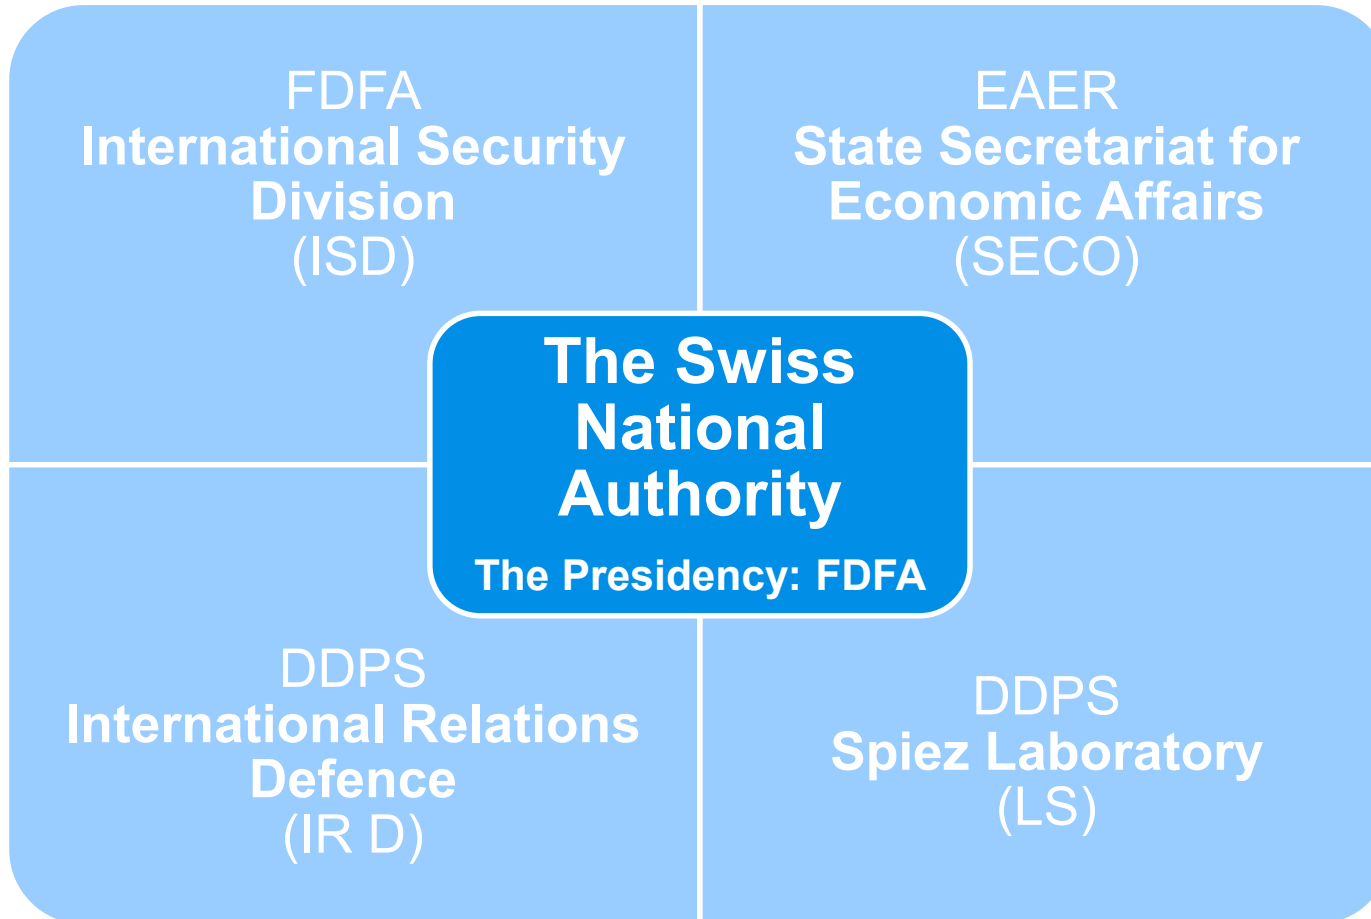 FDFA
International Security
Division
(ISD)
EAER
State Secretariat for
Economic Affairs
(SECO)
The Swiss
National
Authority
The Presidency: FDFA
DDPS
International Relations
Defence
(IR D)
DDPS
Spiez Laboratory
(LS)